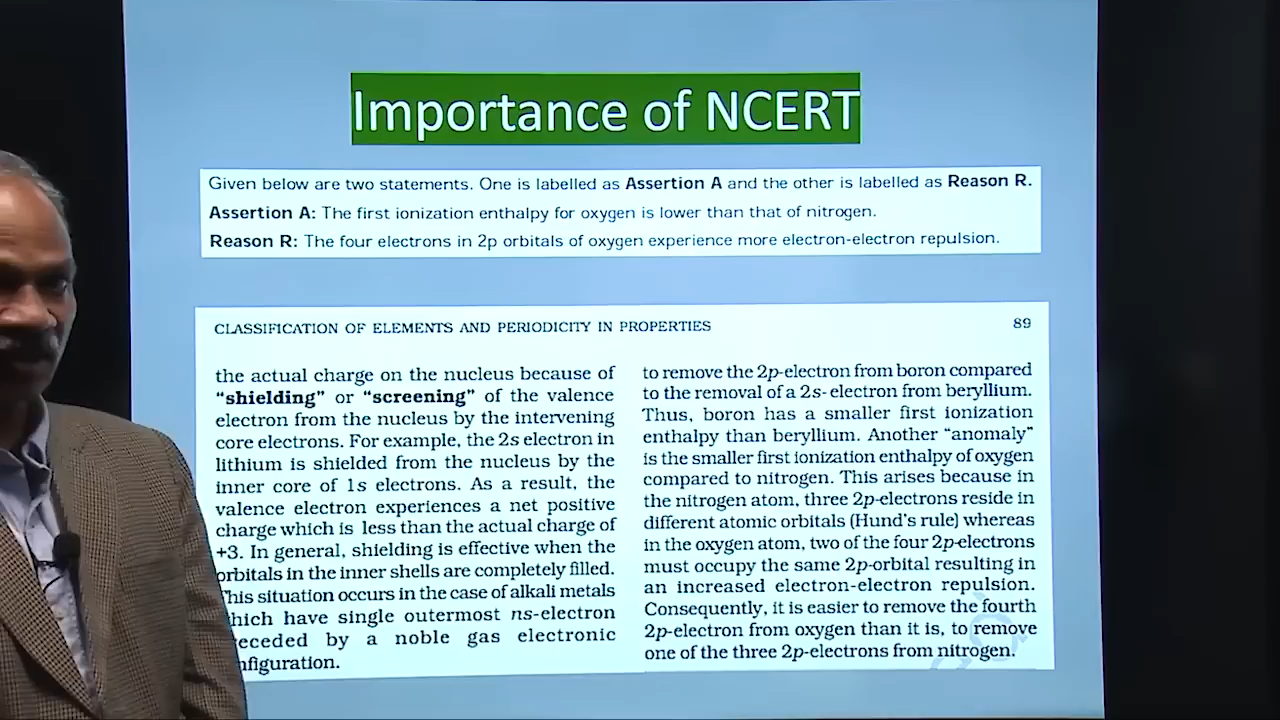 Importance of NCERT
Given below are two statements. One is labelled as Assertion A and the other is labelled as Reason R.
Assertion A: The first ionization enthalpy for oxygen is lower than that of nitrogen.
Reason R: The four electrons in 2p orbitals of oxygen experience more electron-electron repulsion.
CLASSIFICATION OF ELEMENTS AND PERIODICITY IN PROPERTIES 89
the actual charge on the nucleus because of
“shielding” or “screening” of the valence
electron from the nucleus by the intervening
core electrons. For example, the 2s electron in
lithium is shielded from the nucleus by the
inner core of 1s electrons. As a result, the
valence electron experiences a net positive
charge which is less than the actual charge of
+3. In general, shielding is effective when the
orbitals in the inner shells are completely filled.
This situation occurs in the case of alkali metals
which have single outermost ns-electron
preceded by a noble gas electronic
configuration.
to remove the 2p-electron from boron compared
to the removal of a 2s- electron from beryllium.
Thus, boron has a smaller first ionization
enthalpy than beryllium. Another “anomaly”
is the smaller first ionization enthalpy of oxygen
compared to nitrogen. This arises because in
the nitrogen atom, three 2p-electrons reside in
different atomic orbitals (Hund’s rule) whereas
in the oxygen atom, two of the four 2p-electrons
must occupy the same 2p-orbital resulting in
an increased electron-electron repulsion.
Consequently, it is easier to remove the fourth
2p-electron from oxygen than it is, to remove
one of the three 2p-electrons from nitrogen.